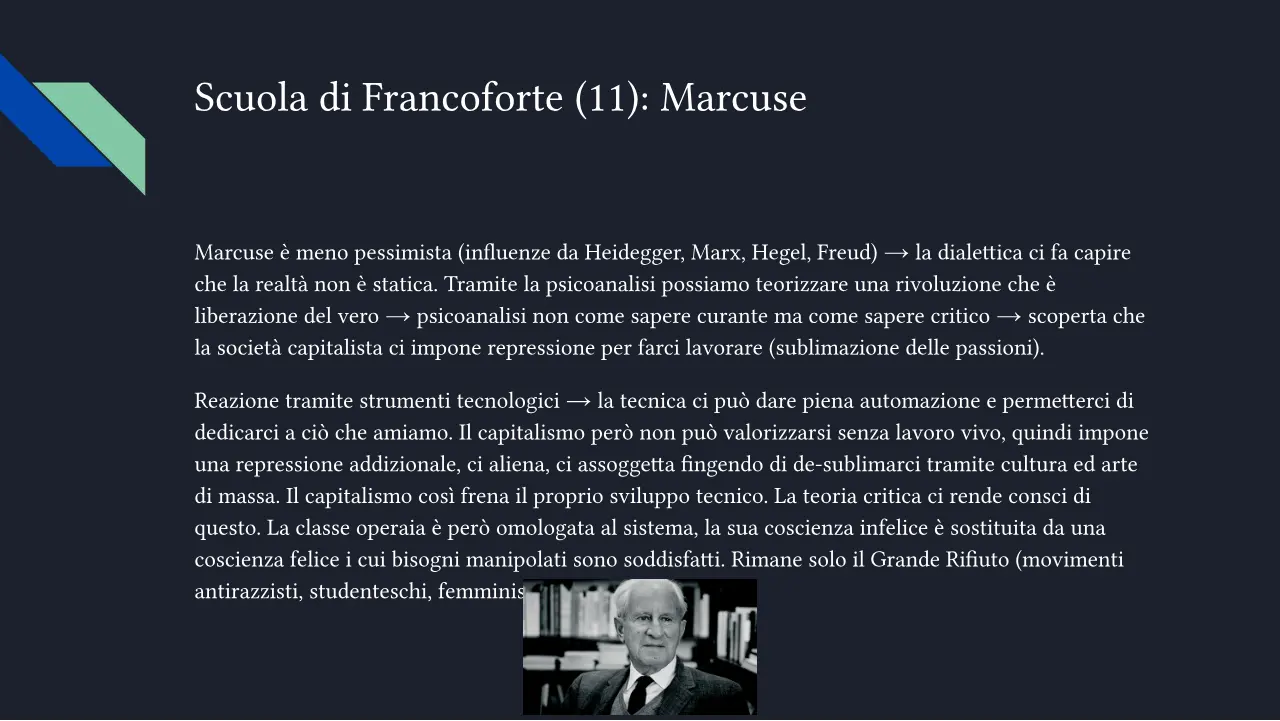 Scuola di Francoforte (11): Marcuse
Marcuse è meno pessimista (influenze da Heidegger, Marx, Hegel, Freud) → la dialettica ci fa capire
che la realtà non è statica. Tramite la psicoanalisi possiamo teorizzare una rivoluzione che è
liberazione del vero → psicoanalisi non come sapere curante ma come sapere critico → scoperta che
la società capitalista ci impone repressione per farci lavorare (sublimazione delle passioni).
Reazione tramite strumenti tecnologici → la tecnica ci può dare piena automazione e permetterci di
dedicarci a ciò che amiamo. Il capitalismo però non può valorizzarsi senza lavoro vivo, quindi impone
una repressione addizionale, ci aliena, ci assoggetta fingendo di de-sublimarci tramite cultura ed arte
di massa. Il capitalismo così frena il proprio sviluppo tecnico. La teoria critica ci rende consci di
questo. La classe operaia è però omologata al sistema, la sua coscienza infelice è sostituita da una
coscienza felice i cui bisogni manipolati sono soddisfatti. Rimane solo il Grande Rifiuto (movimenti
antirazzisti, studenteschi,